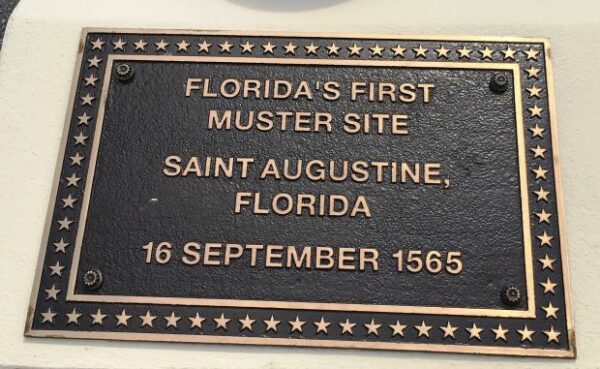 FLORIDA'S FIRST
MUSTER SITE
SAINT AUGUSTINE,
FLORIDA
16 SEPTEMBER 1565